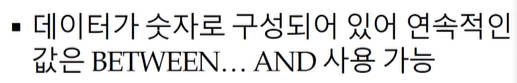 ▪ 데이터가 숫자로 구성되어 있어 연속적인
값은 BETWEEN… AND 사용 가능